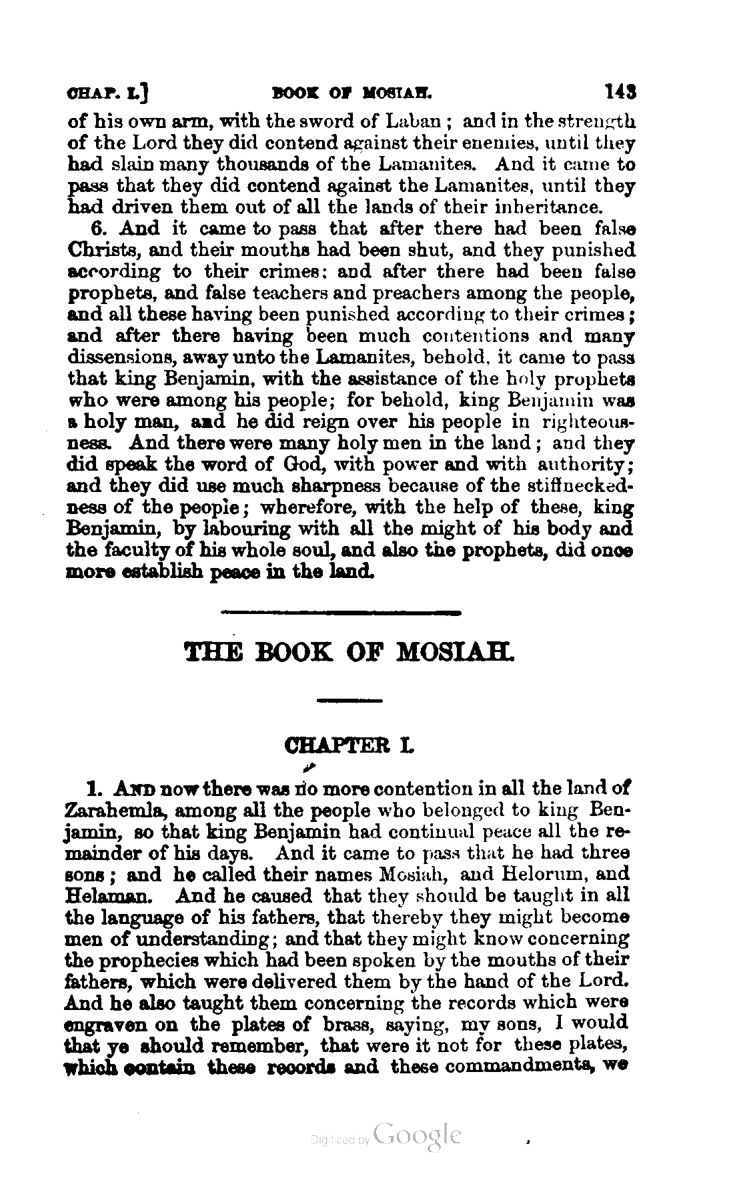 CHAP. I.] BOOK OF MOSIAH. 143
of his own arm, with the sword of Laban; and in the strength
of the Lord they did contend against their enemies, until they
had slain many thousands of the Lamanites. And it came to
pass that they did contend against the Lamanites, until they
had driven them out of all the lands of their inheritance.
6. And it came to pass that after there had been false
Christs, and their mouths had been shut, and they punished
according to their crimes: and after there had been false
prophets, and false teachers and preachers among the people,
and all these having been punished according to their crimes;
and after there having been much contentions and many
dissensions, away unto the Lamanites, behold, it came to pass
that king Benjamin, with the assistance of the holy prophets
who were among his people; for behold, king Benjamin was
a holy man, and he did reign over his people in righteous-
ness. And there were many holy men in the land; and they
did speak the word of God, with power and with authority;
and they did use much sharpness because of the stiffnecked-
ness of the people; wherefore, with the help of these, king
Benjamin, by labouring with all the might of his body and
the faculty of his whole soul, and also the prophets, did once
more establish peace in the land.
THE BOOK OF MOSIAH.
CHAPTER I.
1. AND now there was no more contention in all the land of
Zarahemla, among all the people who belonged to king Ben-
jamin, so that king Benjamin had continual peace all the re-
mainder of his days. And it came to pass that he had three
sons; and he called their names Mosiah, and Helorum, and
Helaman. And he caused that they should be taught in all
the language of his fathers, that thereby they might become
men of understanding; and that they might know concerning
the prophecies which had been spoken by the mouths of their
fathers, which were delivered them by the hand of the Lord.
And he also taught them concerning the records which were
engraven on the plates of brass, saying, my sons, I would
that ye should remember, that were it not for these plates,
which contain these records and these commandments, we
Digitized by Google